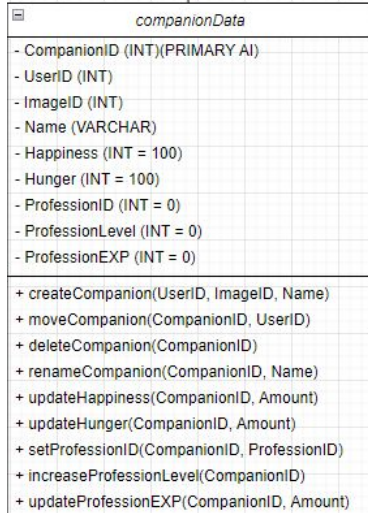 companionData
- CompanionID (INT)(PRIMARY AI)
- UserID (INT)
- ImageID (INT)
- Name (VARCHAR)
- Happiness (INT = 100)
- Hunger (INT = 100)
- ProfessionID (INT = 0)
- ProfessionLevel (INT = 0)
- ProfessionEXP (INT = 0)
+ createCompanion(UserID, ImageID, Name)
+ moveCompanion(CompanionID, UserID)
+ deleteCompanion(CompanionID)
+ renameCompanion(CompanionID, Name)
+ updateHappiness(CompanionID, Amount)
+ updateHunger(CompanionID, Amount)
+ setProfessionID(CompanionID, ProfessionID)
+ increaseProfessionLevel(CompanionID)
+ updateProfessionEXP(CompanionID, Amount)